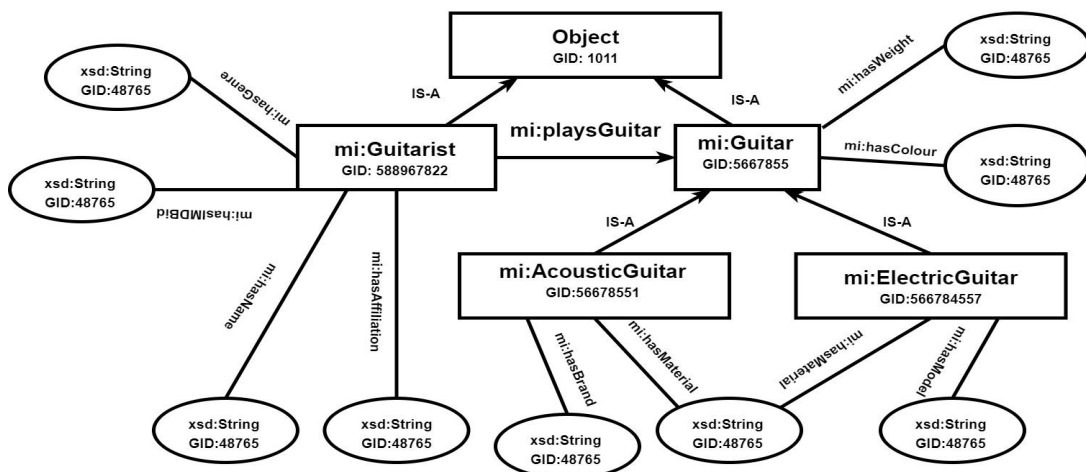 Object
GID: 1011
xsd:String
GID:48765
mi:hasGenre
IS-A
IS-A
mi:hasWeight
xsd:String
GID:48765
mi:Guitarist
GID: 588967822
mi:playsGuitar
mi:Guitar
GID:5667855
mi:hasColour
xsd:String
GID:48765
xsd:String
GID:48765
mi:hasIMDBid
IS-A
IS-A
mi:hasName
mi:hasAffiliation
mi:AcousticGuitar
GID:56678551
mi:ElectricGuitar
GID:566784557
mi:hasBrand
mi:hasMaterial
mi:hasMaterial
mi:hasModel
xsd:String
GID:48765
xsd:String
GID:48765
xsd:String
GID:48765
xsd:String
GID:48765
xsd:String
GID:48765